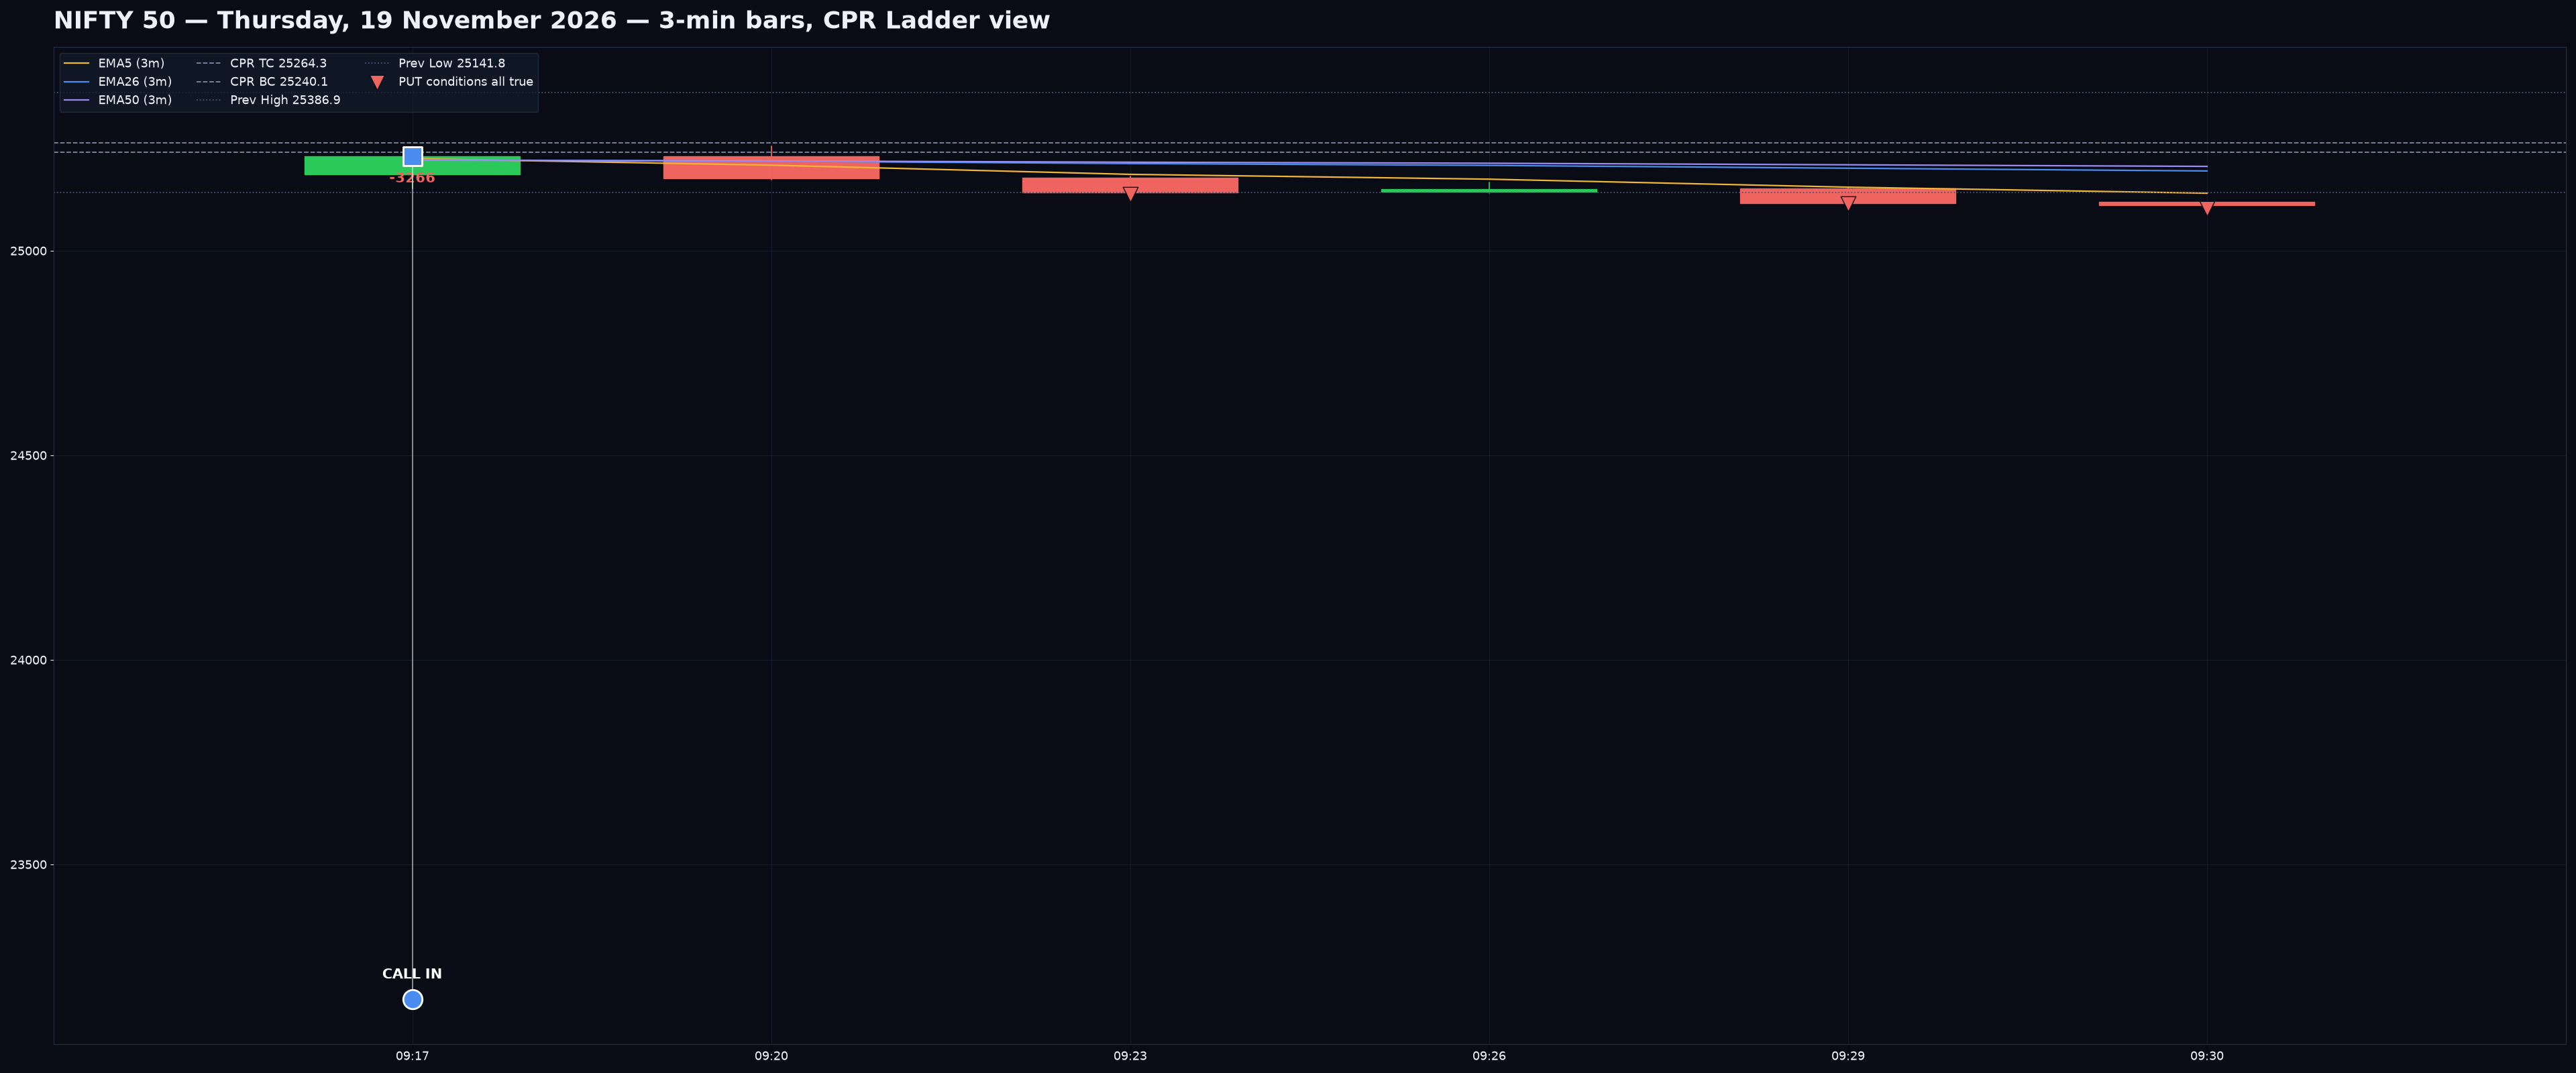 NIFTY 50 — Thursday, 19 November 2026 — 3-min bars, CPR Ladder view
EMA5 (3m)
EMA26 (3m)
EMA50 (3m)
CPR TC 25264.3
CPR BC 25240.1
Prev High 25386.9
Prev Low 25141.8
PUT conditions all true
-3266
25000
24500
24000
23500
CALL IN
09:17 09:20 09:23 09:26 09:29 09:30